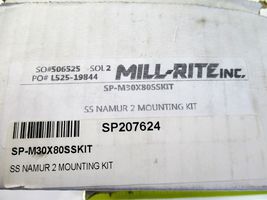 SO#506525 SOL 2
PO# L525-19844
MILL-RITE INC.
SP-M30X80SSKIT
SS NAMUR 2 MOUNTING KIT
SP207624
SP-M30X80SSKIT
SS NAMUR 2 MOUNTING KIT